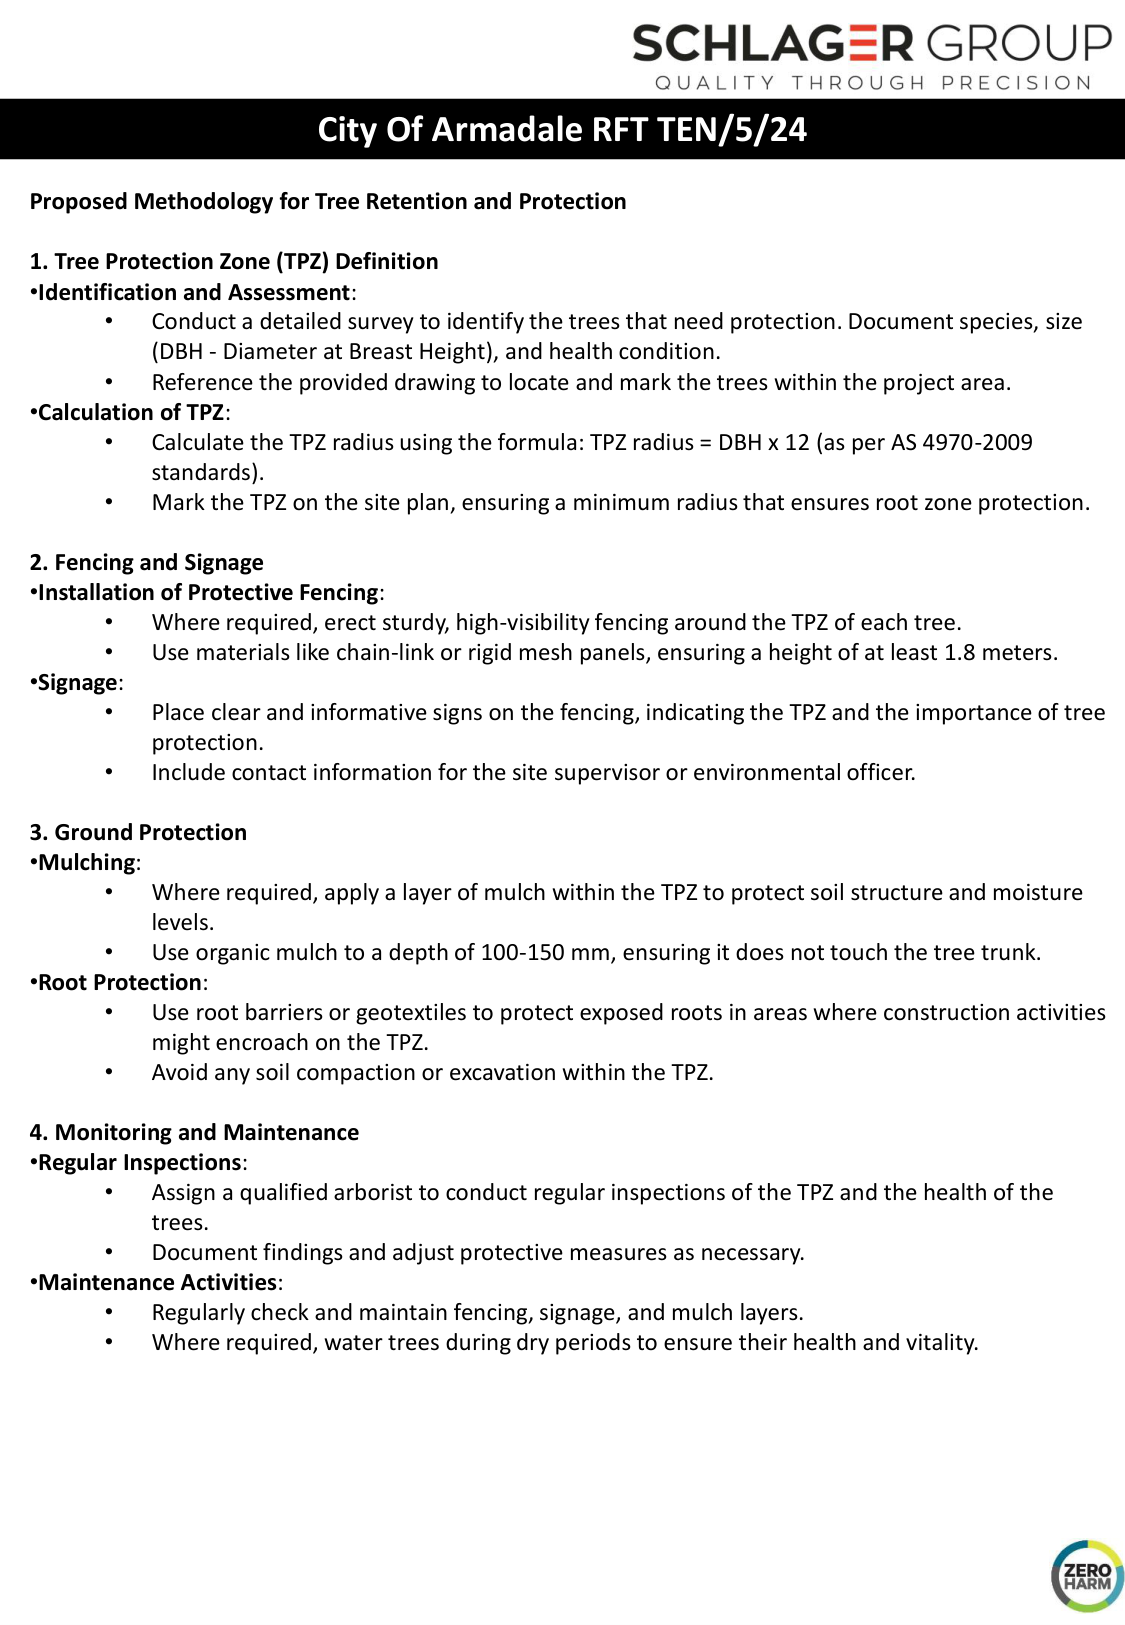 SCHLAGER GROUP
QUALITY THROUGH PRECISION
City Of Armadale RFT TEN/5/24
Proposed Methodology for Tree Retention and Protection
1. Tree Protection Zone (TPZ) Definition
•Identification and Assessment:
• Conduct a detailed survey to identify the trees that need protection. Document species, size
(DBH - Diameter at Breast Height), and health condition.
• Reference the provided drawing to locate and mark the trees within the project area.
•Calculation of TPZ:
• Calculate the TPZ radius using the formula: TPZ radius = DBH x 12 (as per AS 4970-2009
standards).
• Mark the TPZ on the site plan, ensuring a minimum radius that ensures root zone protection.
2. Fencing and Signage
•Installation of Protective Fencing:
• Where required, erect sturdy, high-visibility fencing around the TPZ of each tree.
• Use materials like chain-link or rigid mesh panels, ensuring a height of at least 1.8 meters.
•Signage:
• Place clear and informative signs on the fencing, indicating the TPZ and the importance of tree
protection.
• Include contact information for the site supervisor or environmental officer.
3. Ground Protection
•Mulching:
• Where required, apply a layer of mulch within the TPZ to protect soil structure and moisture
levels.
• Use organic mulch to a depth of 100-150 mm, ensuring it does not touch the tree trunk.
•Root Protection:
• Use root barriers or geotextiles to protect exposed roots in areas where construction activities
might encroach on the TPZ.
• Avoid any soil compaction or excavation within the TPZ.
4. Monitoring and Maintenance
•Regular Inspections:
• Assign a qualified arborist to conduct regular inspections of the TPZ and the health of the
trees.
• Document findings and adjust protective measures as necessary.
•Maintenance Activities:
• Regularly check and maintain fencing, signage, and mulch layers.
• Where required, water trees during dry periods to ensure their health and vitality.
ZERO
HARM